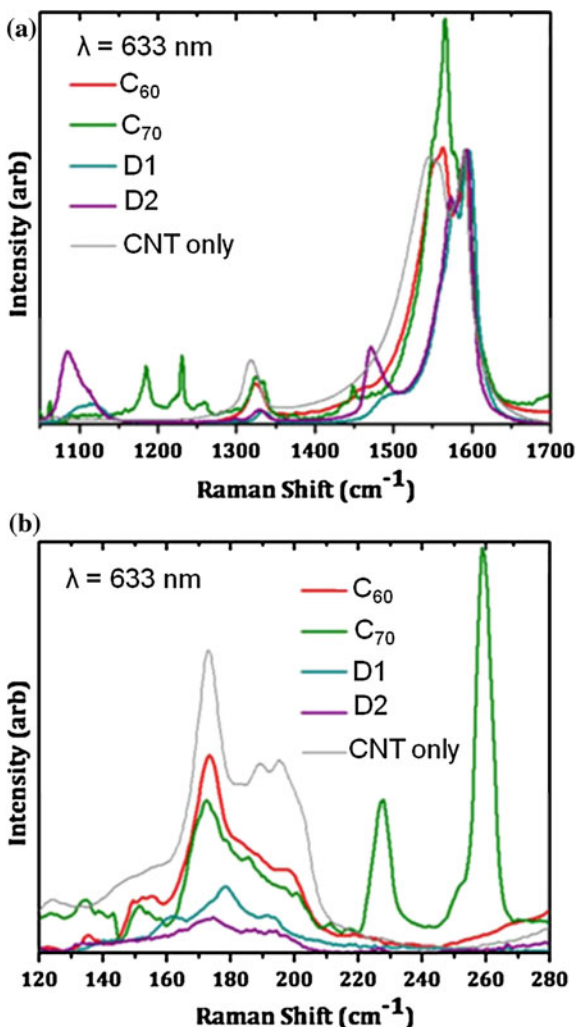 (a)
λ = 633 nm
C₆₀
C₇₀
D1
D2
CNT only
Intensity (arb)
1100 1200 1300 1400 1500 1600 1700
Raman Shift (cm⁻¹)
(b)
λ = 633 nm
C₆₀
C₇₀
D1
D2
CNT only
Intensity (arb)
120 140 160 180 200 220 240 260 280
Raman Shift (cm⁻¹)